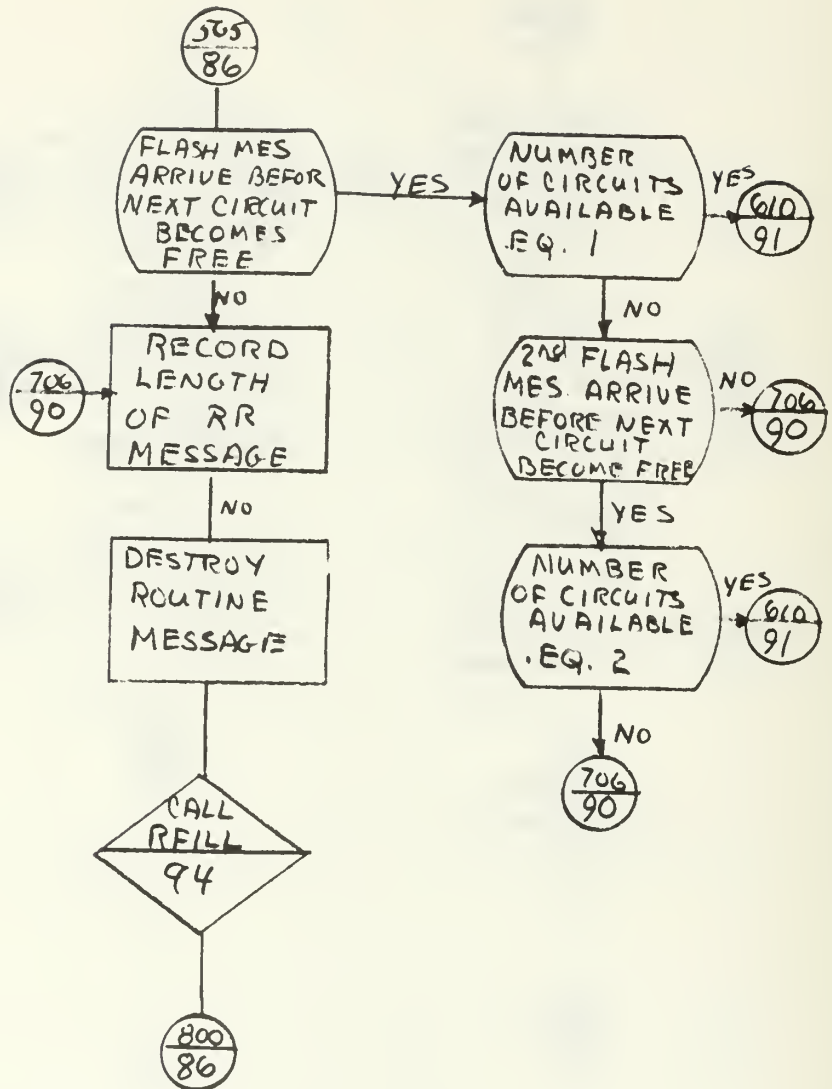 565
86
FLASH MES
ARRIVE BEFOR
NEXT CIRCUIT
BECOMES
FREE
YES
NUMBER
OF CIRCUITS
AVAILABLE
.EQ. 1
YES
610
91
NO
NO
706
90
RECORD
LENGTH
OF RR
MESSAGE
2nd FLASH
MES. ARRIVE
BEFORE NEXT
CIRCUIT
BECOME FREE
NO
706
90
NO
YES
DESTROY
ROUTINE
MESSAGE
NUMBER
OF CIRCUITS
AVAILABLE
.EQ. 2
YES
610
91
NO
706
90
CALL
RFILL
94
800
86